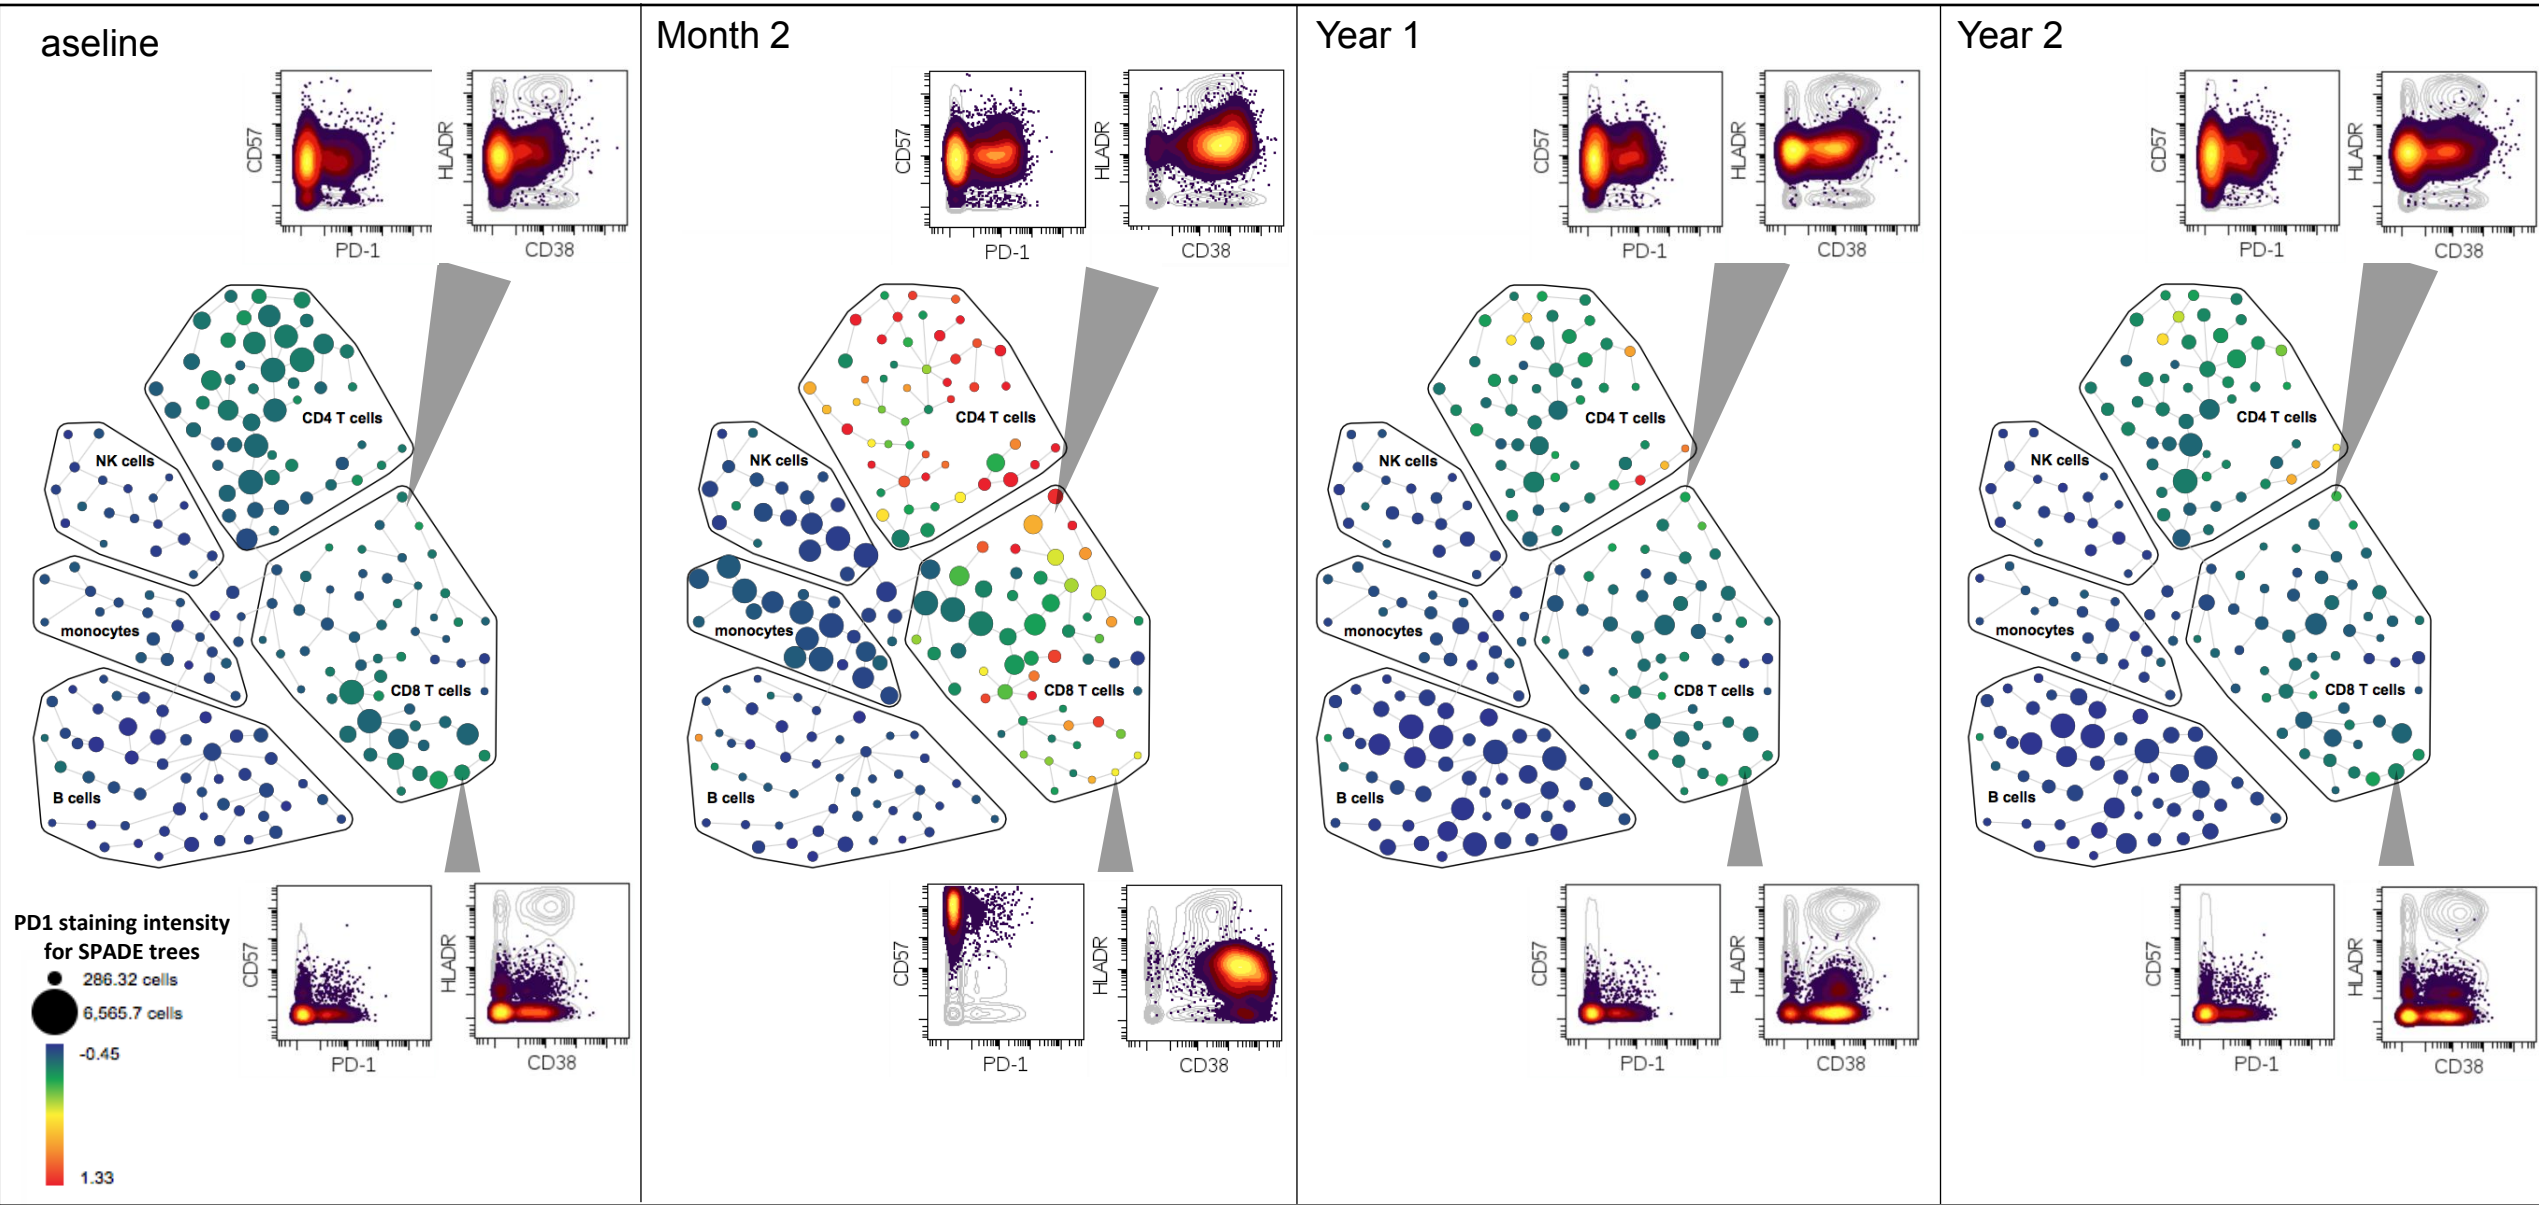 aseline
CD57
PD-1
HLADR
CD38
CD4 T cells
NK cells
monocytes
CD8 T cells
B cells
PD1 staining intensity
for SPADE trees
286.32 cells
6,565.7 cells
-0.45
1.33
CD57
PD-1
HLADR
CD38
Month 2
CD57
PD-1
HLADR
CD38
CD4 T cells
NK cells
monocytes
CD8 T cells
B cells
CD57
PD-1
HLADR
CD38
Year 1
CD57
PD-1
HLADR
CD38
CD4 T cells
NK cells
monocytes
CD8 T cells
B cells
CD57
PD-1
HLADR
CD38
Year 2
CD57
PD-1
HLADR
CD38
CD4 T cells
NK cells
monocytes
CD8 T cells
B cells
CD57
PD-1
HLADR
CD38